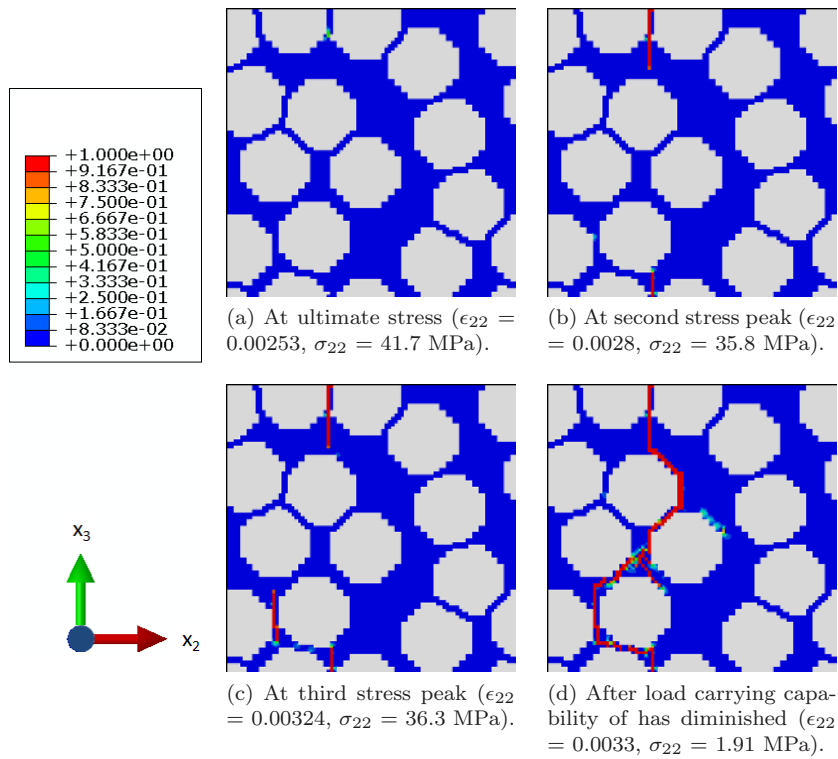 +1.000e+00
+9.167e-01
+8.333e-01
+7.500e-01
+6.667e-01
+5.833e-01
+5.000e-01
+4.167e-01
+3.333e-01
+2.500e-01
+1.667e-01
+8.333e-02
+0.000e+00
(a) At ultimate stress (ϵ22 =
0.00253, σ22 = 41.7 MPa).
(b) At second stress peak (ϵ22
= 0.0028, σ22 = 35.8 MPa).
x3
x2
(c) At third stress peak (ϵ22
= 0.00324, σ22 = 36.3 MPa).
(d) After load carrying capa-
bility of has diminished (ϵ22
= 0.0033, σ22 = 1.91 MPa).